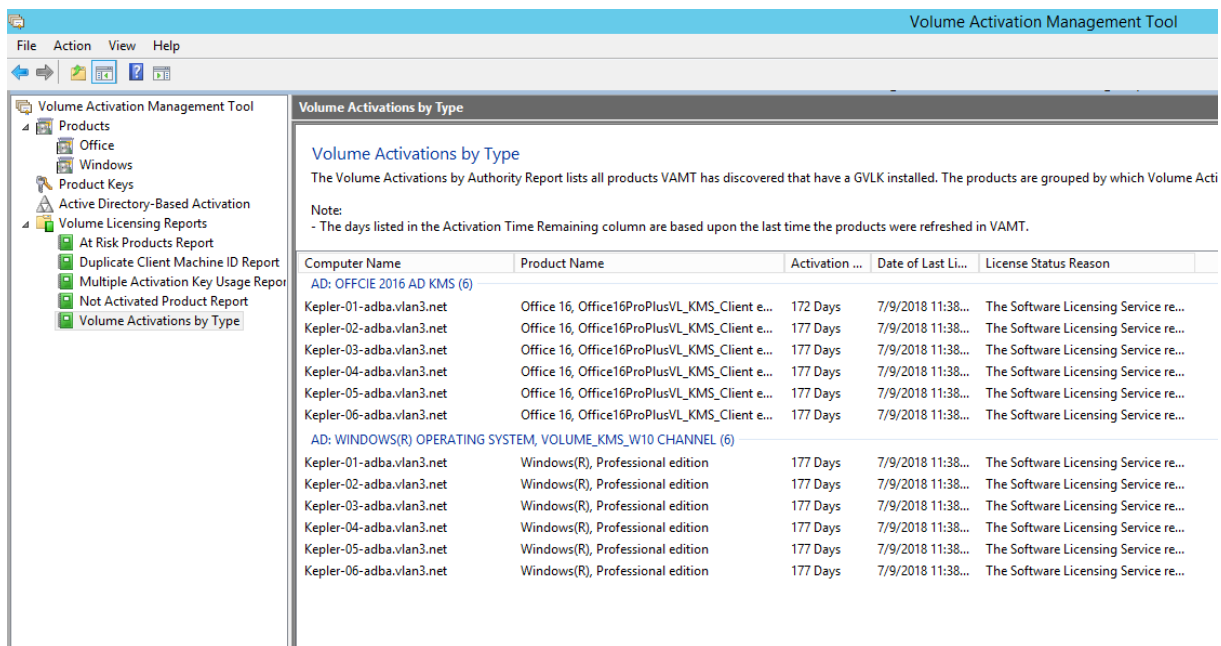 Volume Activation Management Tool
File Action View Help
Volume Activation Management Tool
Products
Office
Windows
Product Keys
Active Directory-Based Activation
Volume Licensing Reports
At Risk Products Report
Duplicate Client Machine ID Report
Multiple Activation Key Usage Repor
Not Activated Product Report
Volume Activations by Type
Volume Activations by Type
Volume Activations by Type
The Volume Activations by Authority Report lists all products VAMT has discovered that have a GVLK installed. The products are grouped by which Volume Acti
Note:
- The days listed in the Activation Time Remaining column are based upon the last time the products were refreshed in VAMT.
Computer Name Product Name Activation ... Date of Last Li... License Status Reason
AD: OFFCIE 2016 AD KMS (6)
Kepler-01-adba.vlan3.net Office 16, Office16ProPlusVL_KMS_Client e... 172 Days 7/9/2018 11:38... The Software Licensing Service re...
Kepler-02-adba.vlan3.net Office 16, Office16ProPlusVL_KMS_Client e... 177 Days 7/9/2018 11:38... The Software Licensing Service re...
Kepler-03-adba.vlan3.net Office 16, Office16ProPlusVL_KMS_Client e... 177 Days 7/9/2018 11:38... The Software Licensing Service re...
Kepler-04-adba.vlan3.net Office 16, Office16ProPlusVL_KMS_Client e... 177 Days 7/9/2018 11:38... The Software Licensing Service re...
Kepler-05-adba.vlan3.net Office 16, Office16ProPlusVL_KMS_Client e... 177 Days 7/9/2018 11:38... The Software Licensing Service re...
Kepler-06-adba.vlan3.net Office 16, Office16ProPlusVL_KMS_Client e... 177 Days 7/9/2018 11:38... The Software Licensing Service re...
AD: WINDOWS(R) OPERATING SYSTEM, VOLUME_KMS_W10 CHANNEL (6)
Kepler-01-adba.vlan3.net Windows(R), Professional edition 177 Days 7/9/2018 11:38... The Software Licensing Service re...
Kepler-02-adba.vlan3.net Windows(R), Professional edition 177 Days 7/9/2018 11:38... The Software Licensing Service re...
Kepler-03-adba.vlan3.net Windows(R), Professional edition 177 Days 7/9/2018 11:38... The Software Licensing Service re...
Kepler-04-adba.vlan3.net Windows(R), Professional edition 177 Days 7/9/2018 11:38... The Software Licensing Service re...
Kepler-05-adba.vlan3.net Windows(R), Professional edition 177 Days 7/9/2018 11:38... The Software Licensing Service re...
Kepler-06-adba.vlan3.net Windows(R), Professional edition 177 Days 7/9/2018 11:38... The Software Licensing Service re...